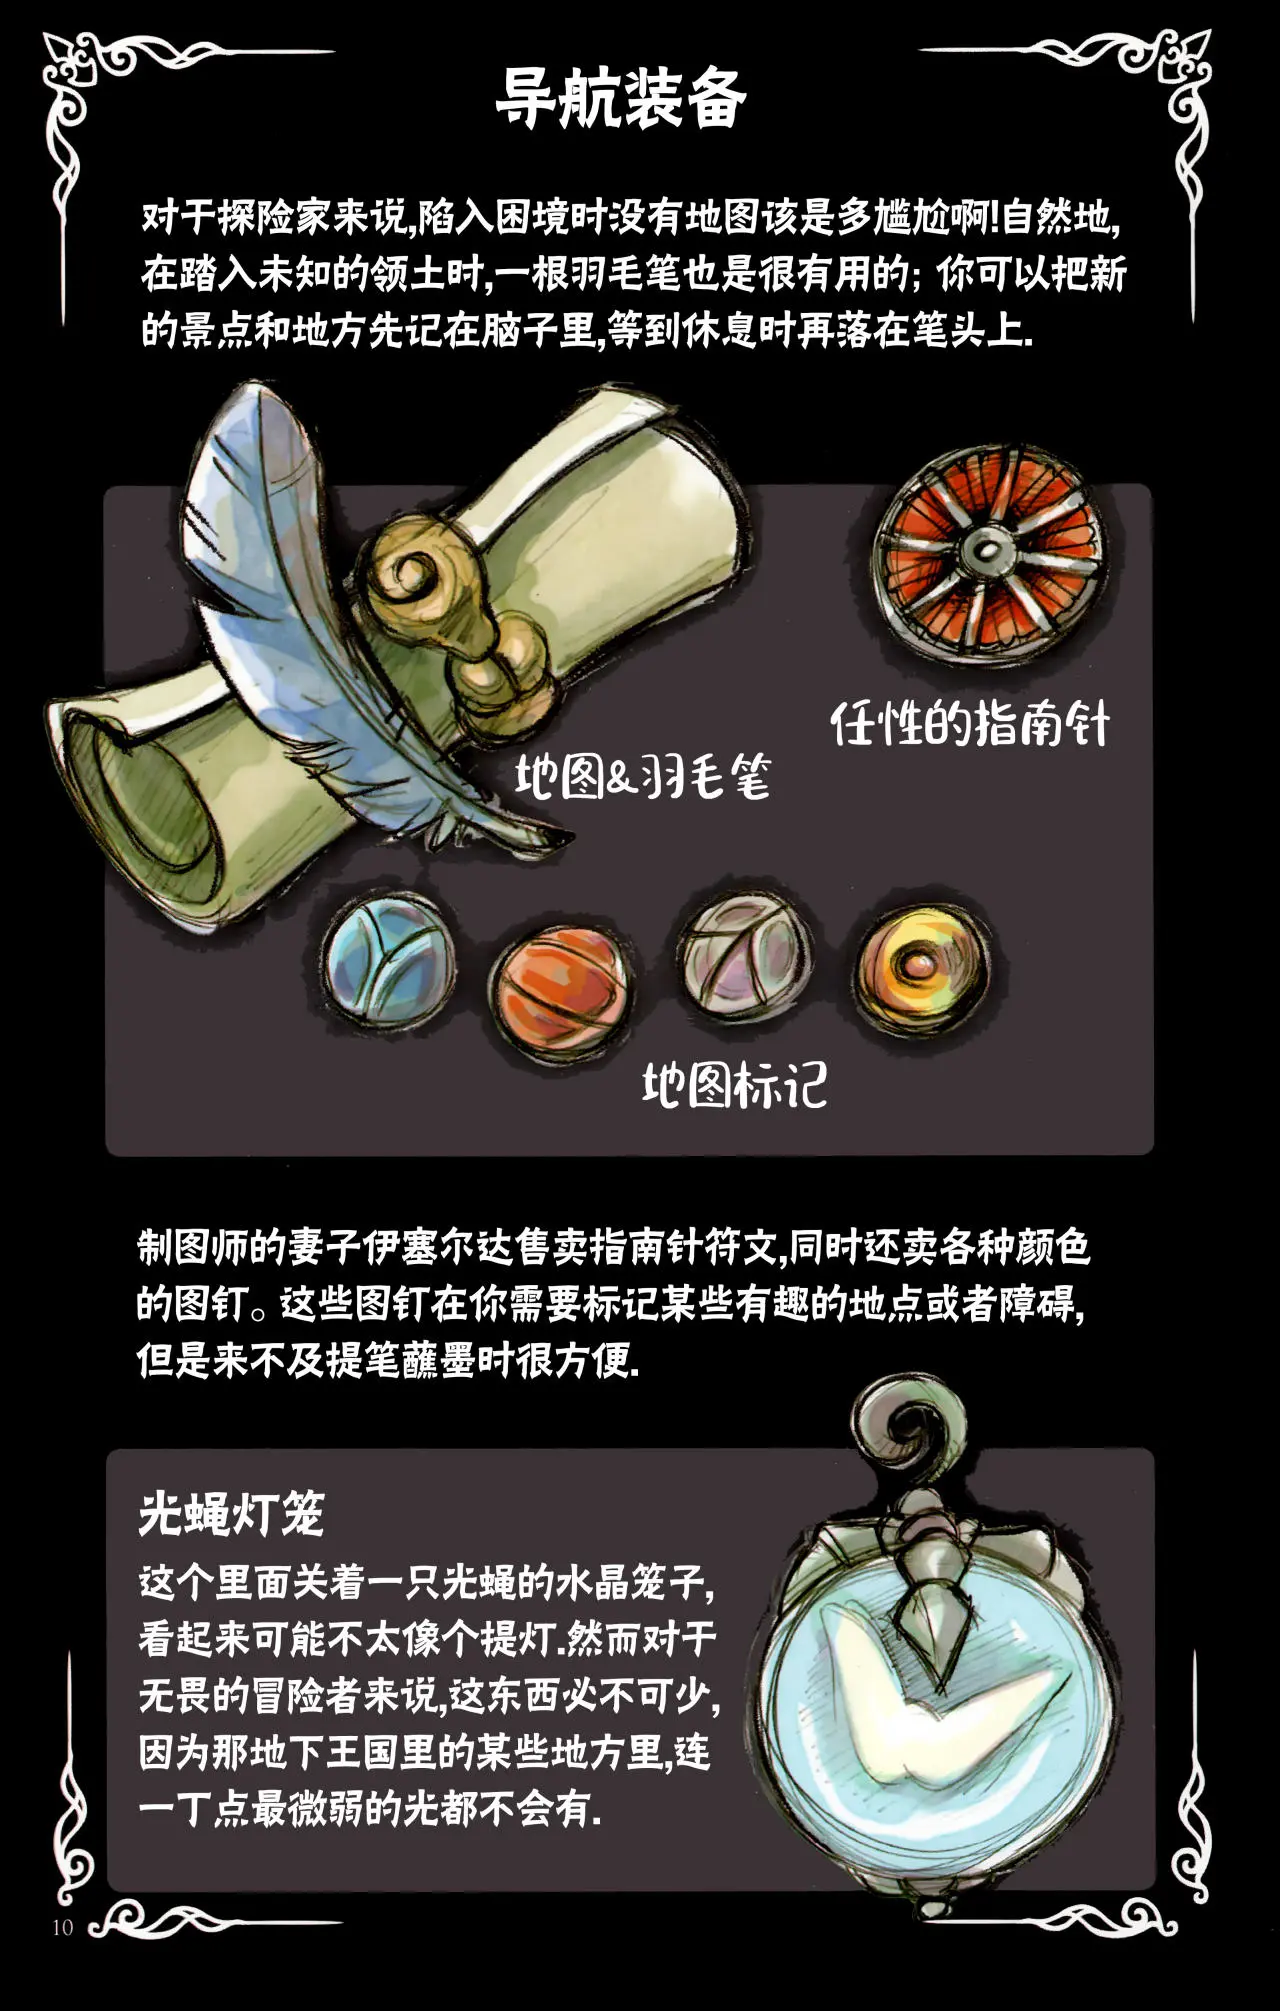 导航装备
对于探险家来说,陷入困境时没有地图该是多尴尬啊!自然地,
在踏入未知的领土时,一根羽毛笔也是很有用的；你可以把新
的景点和地方先记在脑子里,等到休息时再落在笔头上.
任性的指南针
地图&羽毛笔
地图标记
制图师的妻子伊塞尔达售卖指南针符文,同时还卖各种颜色
的图钉。这些图钉在你需要标记某些有趣的地点或者障碍,
但是来不及提笔蘸墨时很方便.
光蝇灯笼
这个里面关着一只光蝇的水晶笼子,
看起来可能不太像个提灯.然而对于
无畏的冒险者来说,这东西必不可少,
因为那地下王国里的某些地方里,连
一丁点最微弱的光都不会有.
10